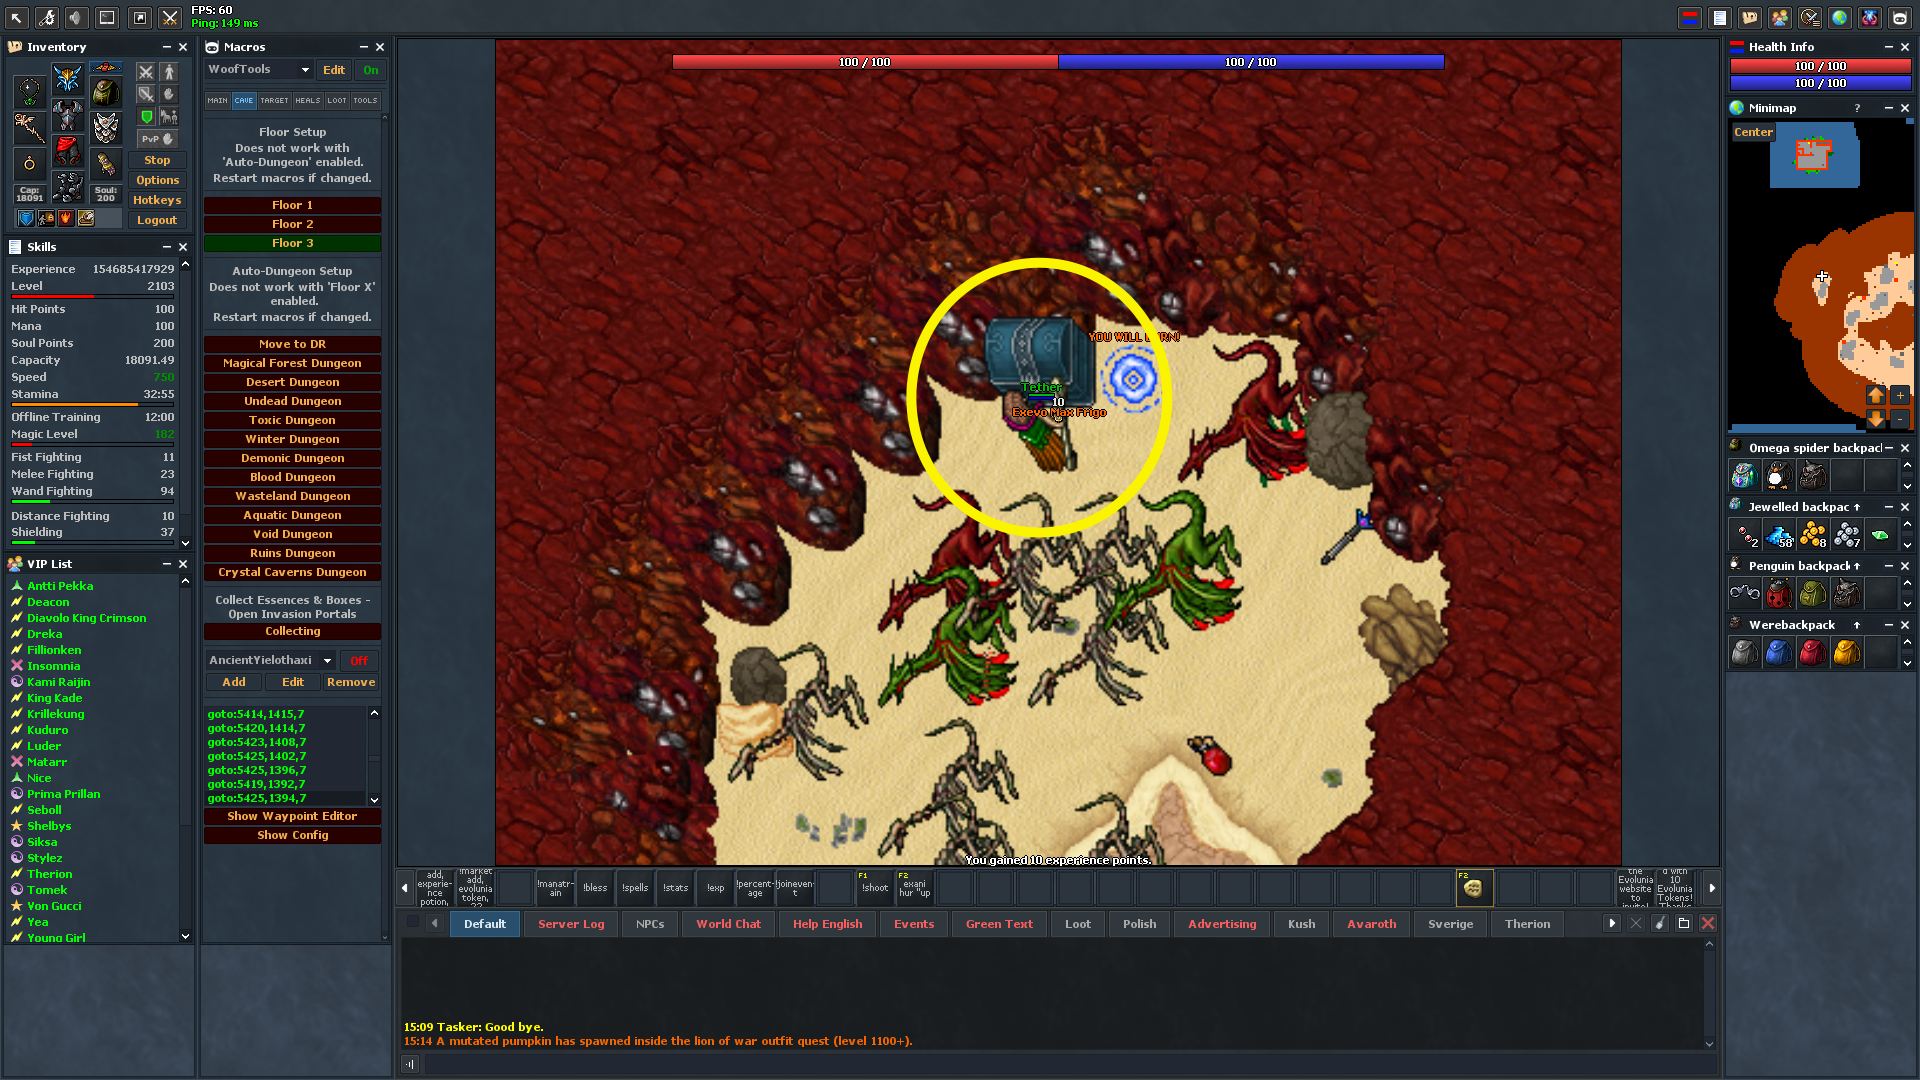 FPS: 60
Ping: 149 ms
Inventory
Cap:
18091
Soul:
200
PvP
Stop
Options
Hotkeys
Logout
Skills
Experience 154685417929
Level 2103
Hit Points 100
Mana 100
Soul Points 200
Capacity 18091.49
Speed 750
Stamina 32:55
Offline Training 12:00
Magic Level 182
Fist Fighting 11
Melee Fighting 23
Wand Fighting 94
Distance Fighting 10
Shielding 37
VIP List
Antti Pekka
Deacon
Diavolo King Crimson
Dreka
Fillionken
Insomnia
Kami Raijin
King Kade
Krillekung
Kuduro
Luder
Matarr
Nice
Prima Prillan
Seboll
Shelbys
Siksa
Stylez
Therion
Tomek
Von Gucci
Yea
Young Girl
Macros
WoofTools Edit On
MAIN CAVE TARGET HEALS LOOT TOOLS
Floor Setup
Does not work with
'Auto-Dungeon' enabled.
Restart macros if changed.
Floor 1
Floor 2
Floor 3
Auto-Dungeon Setup
Does not work with 'Floor X'
enabled.
Restart macros if changed.
Move to DR
Magical Forest Dungeon
Desert Dungeon
Undead Dungeon
Toxic Dungeon
Winter Dungeon
Demonic Dungeon
Blood Dungeon
Wasteland Dungeon
Aquatic Dungeon
Void Dungeon
Ruins Dungeon
Crystal Caverns Dungeon
Collect Essences & Boxes -
Open Invasion Portals
Collecting
AncientYielothaxi Off
Add Edit Remove
goto:5414,1415,7
goto:5420,1414,7
goto:5423,1408,7
goto:5425,1402,7
goto:5425,1396,7
goto:5419,1392,7
goto:5425,1394,7
Show Waypoint Editor
Show Config
100 / 100
100 / 100
Tether
10
Exevo Max Frigo
You gained 10 experience points.
add,
experie-
nce
potion,
!market
add,
evolunia
token,
!manatr-
ain
!bless
!spells
!stats
!exp
!percent-
age
!joineven-
t
F1
!shoot
F2
exani
hur "up
F2
the
Evolunia
website
to
invite!
d with
10
Evolunia
Tokens!
Thanks
Default Server Log NPCs World Chat Help English Events Green Text Loot Polish Advertising Kush Avaroth Sverige Therion
15:09 Tasker: Good bye.
15:14 A mutated pumpkin has spawned inside the lion of war outfit quest (level 1100+).
Health Info
100 / 100
100 / 100
Minimap ?
Center
Omega spider backpac
Jewelled backpac
2 58 8 7
Penguin backpack
Werebackpack